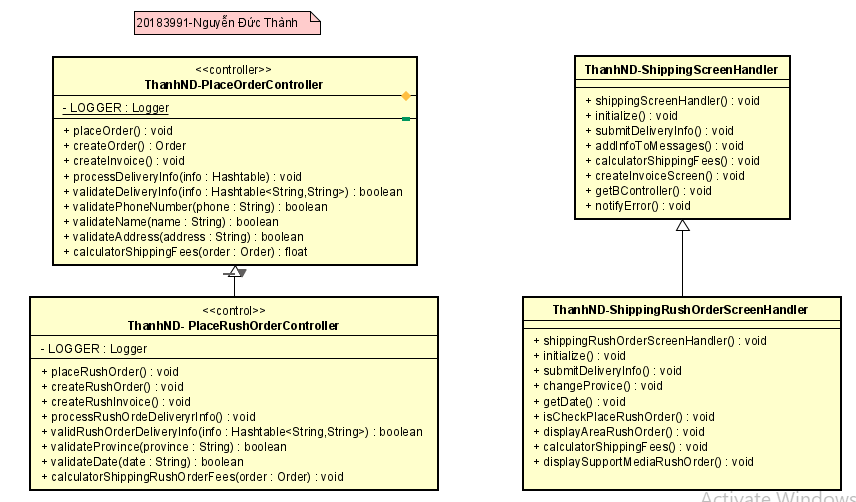 20183991-Nguyễn Đức Thành
<<controller>>
ThanhND-PlaceOrderController
- LOGGER : Logger
+ placeOrder() : void
+ createOrder() : Order
+ createInvoice() : void
+ processDeliveryInfo(info : Hashtable) : void
+ validateDeliveryInfo(info : Hashtable<String,String>) : boolean
+ validatePhoneNumber(phone : String) : boolean
+ validateName(name : String) : boolean
+ validateAddress(address : String) : boolean
+ calculatorShippingFees(order : Order) : float
<<control>>
ThanhND- PlaceRushOrderController
- LOGGER : Logger
+ placeRushOrder() : void
+ createRushOrder() : void
+ createRushInvoice() : void
+ processRushOrdeDeliveryrInfo() : void
+ validRushOrderDeliveryInfo(info : Hashtable<String,String>) : boolean
+ validateProvince(province : String) : boolean
+ validateDate(date : String) : boolean
+ calculatorShippingRushOrderFees(order : Order) : void
ThanhND-ShippingScreenHandler
+ shippingScreenHandler() : void
+ initialize() : void
+ submitDeliveryInfo() : void
+ addInfoToMessages() : void
+ calculatorShippingFees() : void
+ createInvoiceScreen() : void
+ getBController() : void
+ notifyError() : void
ThanhND-ShippingRushOrderScreenHandler
+ shippingRushOrderScreenHandler() : void
+ initialize() : void
+ submitDeliveryInfo() : void
+ changeProvice() : void
+ getDate() : void
+ isCheckPlaceRushOrder() : void
+ displayAreaRushOrder() : void
+ calculatorShippingFees() : void
+ displaySupportMediaRushOrder() : void
Activate Windows